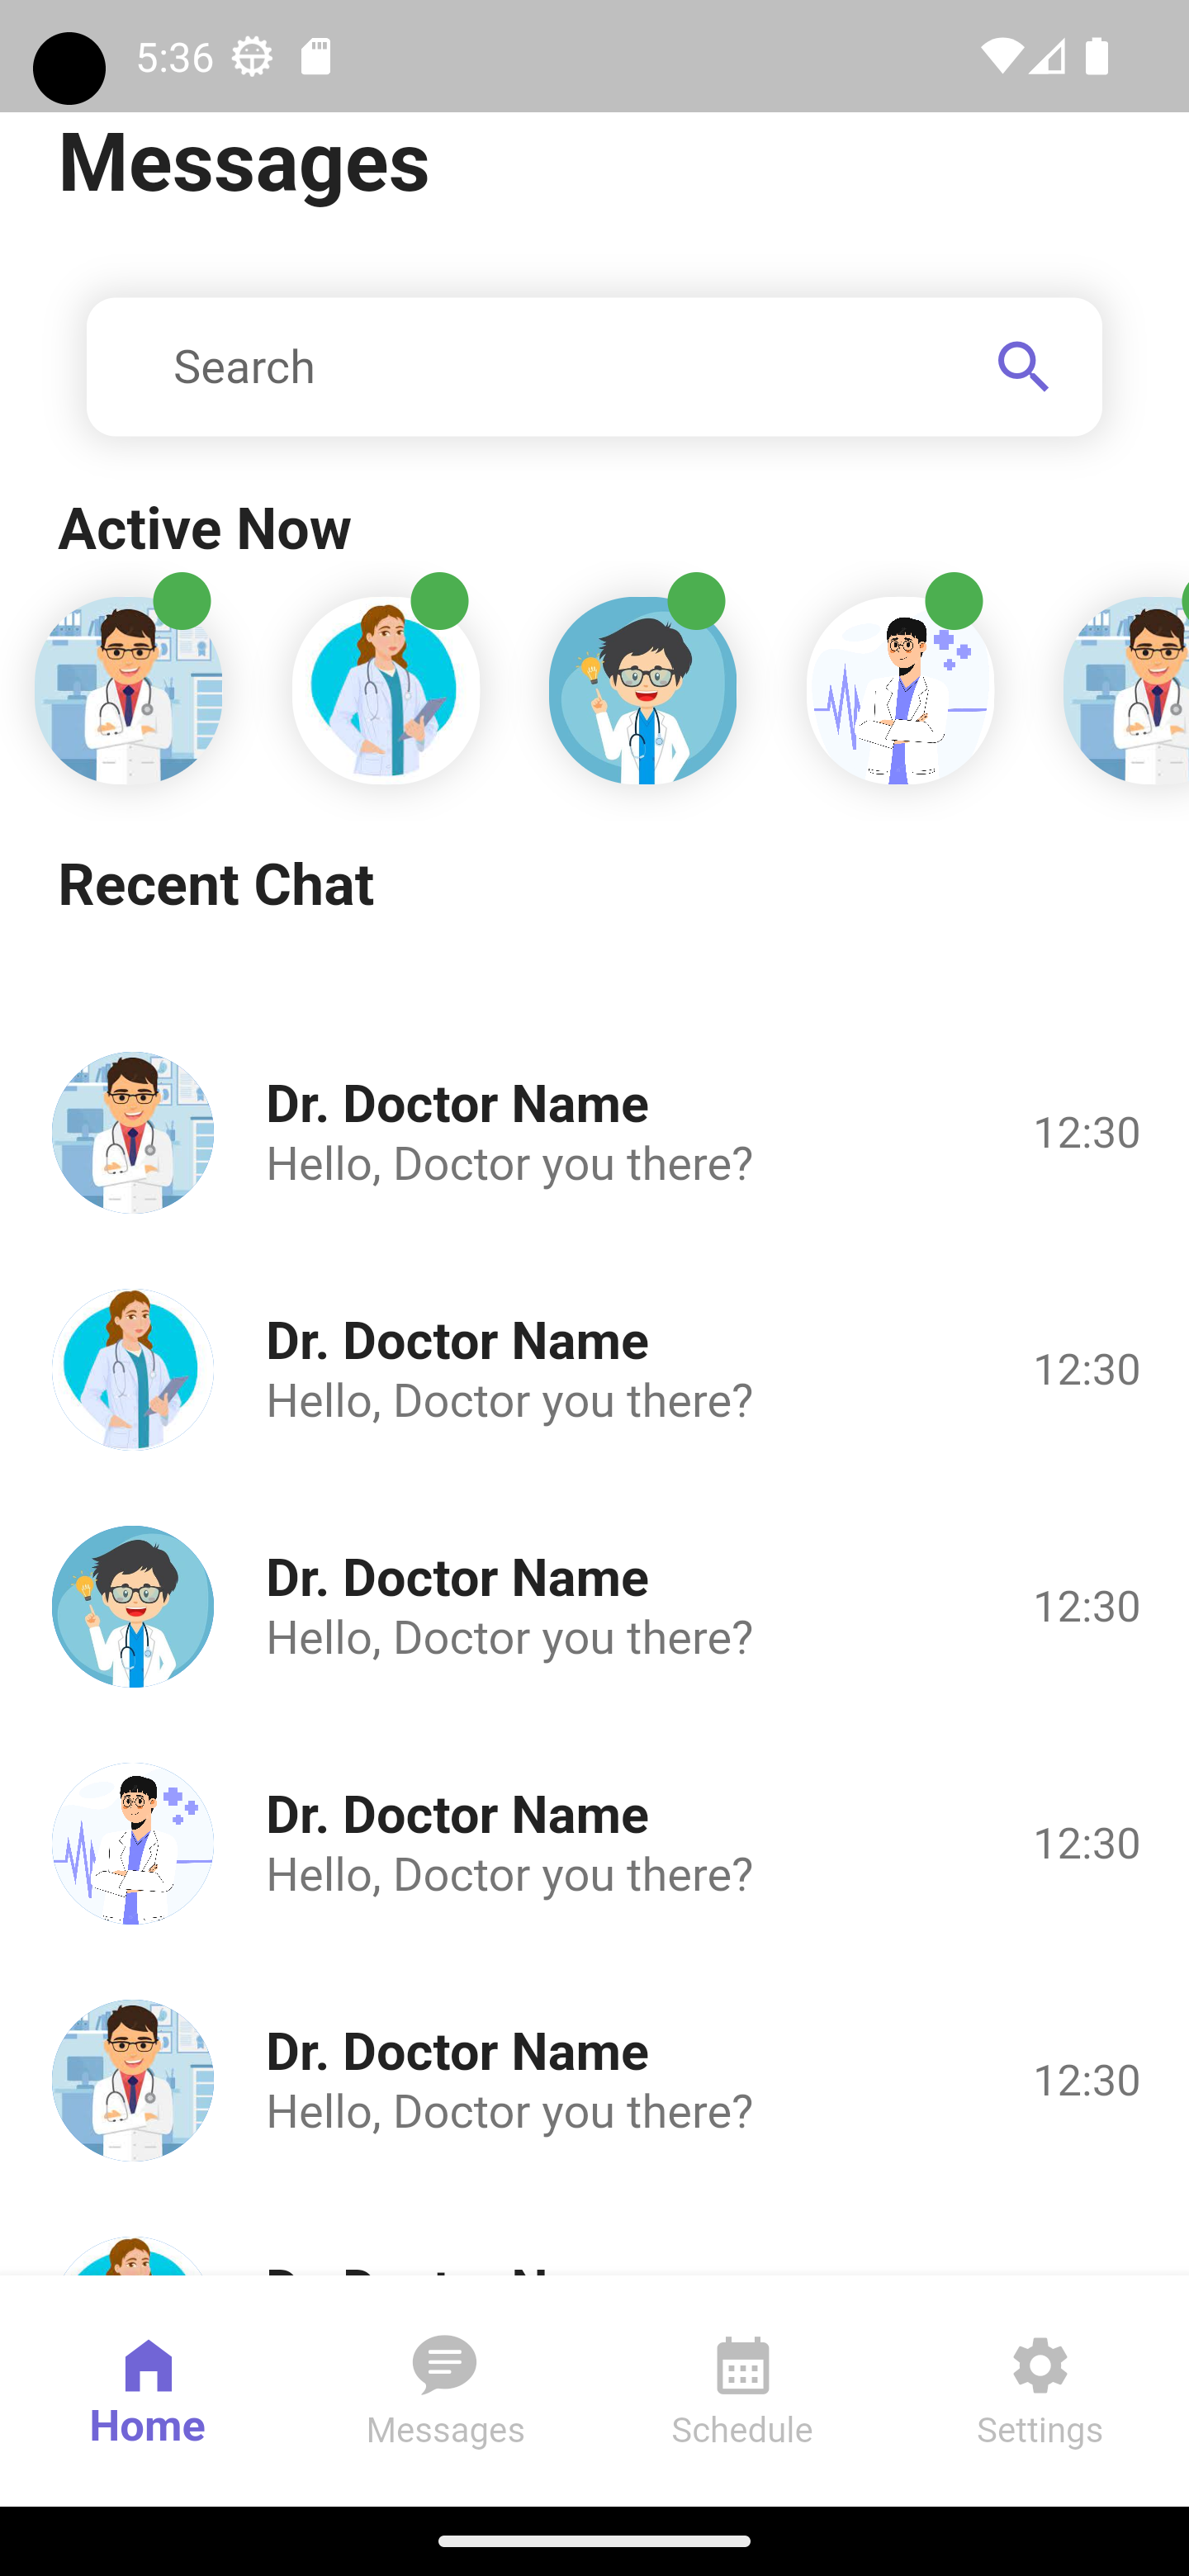 5:36
Messages
Search
Active Now
Recent Chat
Dr. Doctor Name
Hello, Doctor you there?
12:30
Dr. Doctor Name
Hello, Doctor you there?
12:30
Dr. Doctor Name
Hello, Doctor you there?
12:30
Dr. Doctor Name
Hello, Doctor you there?
12:30
Dr. Doctor Name
Hello, Doctor you there?
12:30
Home
Messages
Schedule
Settings